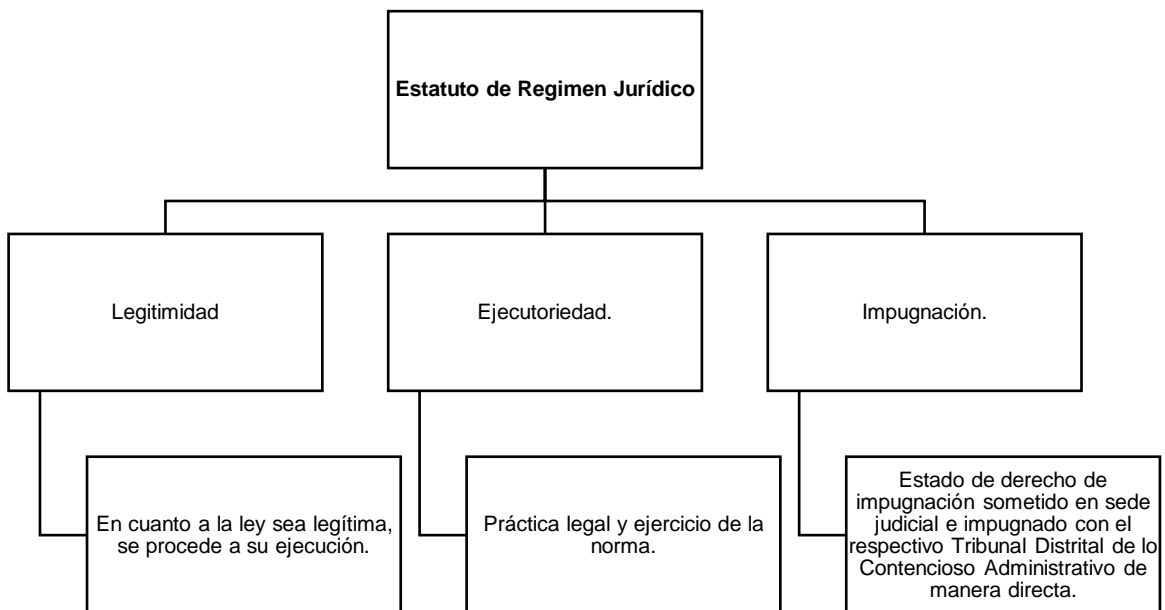 Estatuto de Regimen Jurídico
Legitimidad
Ejecutoriedad.
Impugnación.
En cuanto a la ley sea legítima,
se procede a su ejecución.
Práctica legal y ejercicio de la
norma.
Estado de derecho de
impugnación sometido en sede
judicial e impugnado con el
respectivo Tribunal Distrital de lo
Contencioso Administrativo de
manera directa.